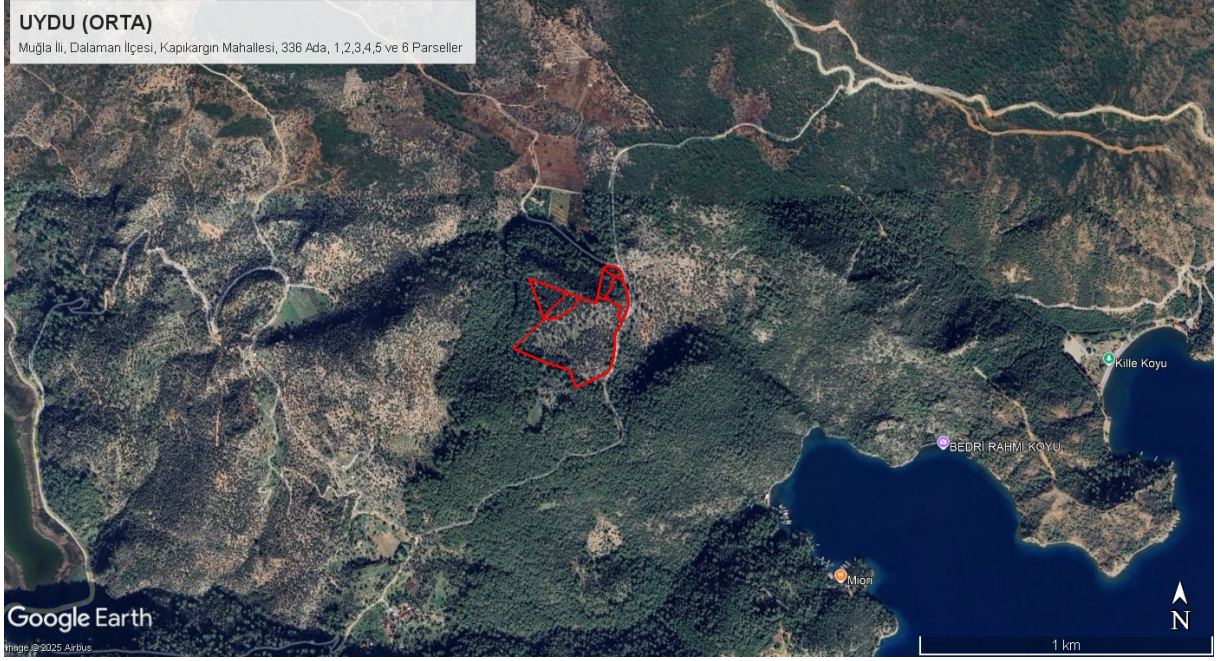 UYDU (ORTA)
Muğla İli, Dalaman İlçesi, Kapıkargın Mahallesi, 336 Ada, 1,2,3,4,5 ve 6 Parseller
Kille Koyu
BEDRİ RAHMİ KOYU
Miori
Google Earth
N
1 km
Image © 2025 Airbus